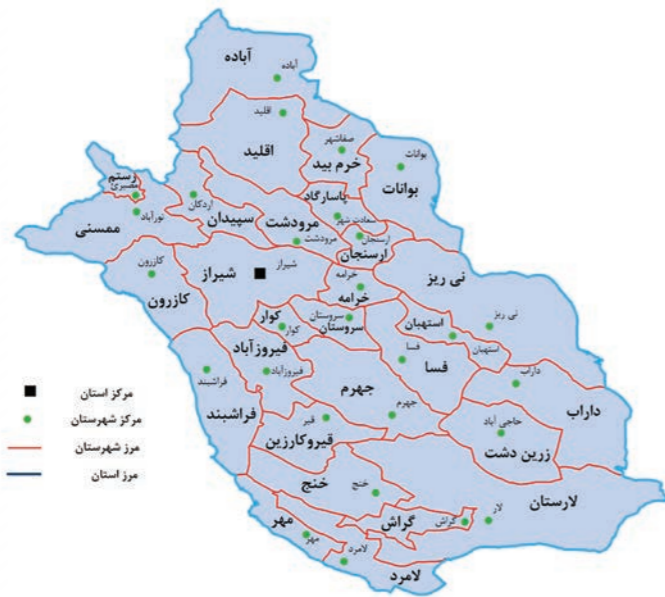 آباده
آباده
اقلید
اقلید
صفاشهر
خرم بید
بوانات
بوانات
رستم
مصیری
نورآباد
ممسنی
اردکان
سپیدان
پاسارگاد
سعادت شهر
مرودشت
مرودشت
ارسنجان
ارسنجان
شیراز
شیراز
کازرون
کازرون
خرامه
خرامه
نی ریز
نی ریز
کوار
کوار
سروستان
سروستان
استهبان
استهبان
فیروزآباد
فیروزآباد
فسا
فسا
فراشبند
فراشبند
جهرم
جهرم
داراب
داراب
قیر
قیروکارزین
حاجی آباد
زرین دشت
خنج
خنج
لارستان
لار
گراش
گراش
مهر
مهر
لامرد
لامرد
مرکز استان
مرکز شهرستان
مرز شهرستان
مرز استان